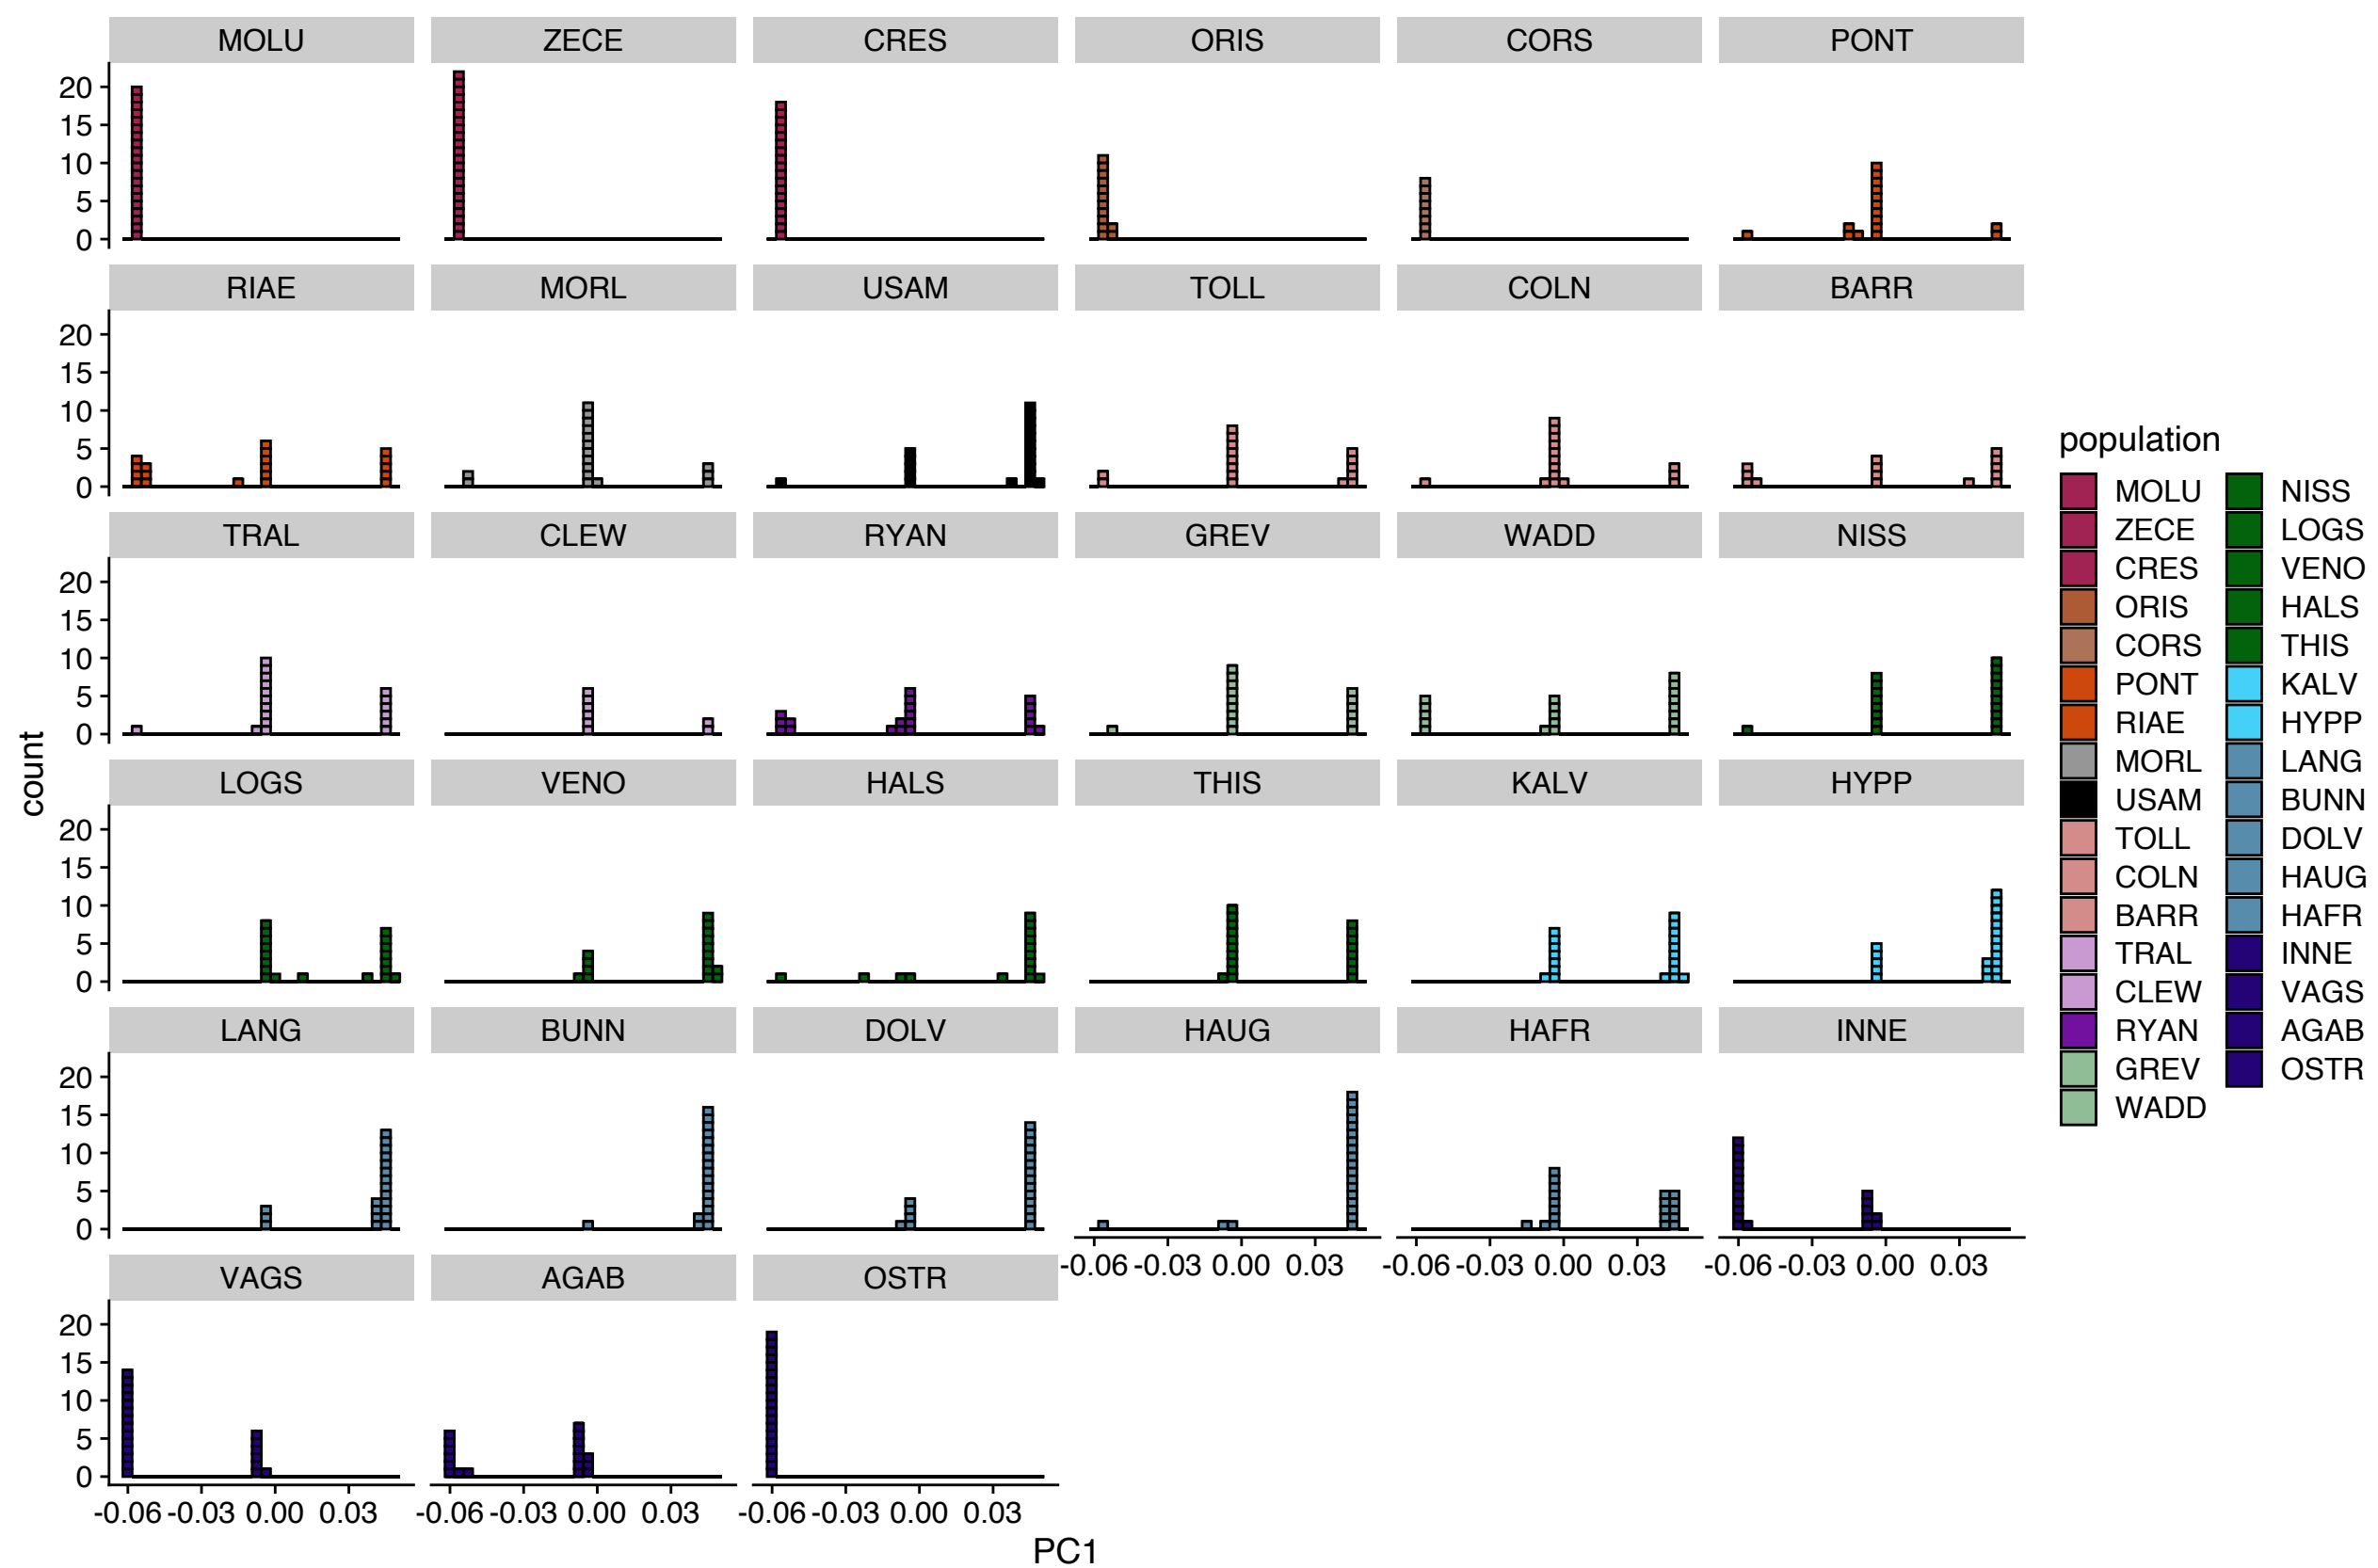 MOLU ZECE CRES ORIS CORS PONT
20
15
10
5
0
RIAE MORL USAM TOLL COLN BARR
20
15
10
5
0
TRAL CLEW RYAN GREV WADD NISS
20
15
10
5
0
LOGS VENO HALS THIS KALV HYPP
20
15
10
5
0
LANG BUNN DOLV HAUG HAFR INNE
20
15
10
5
0
-0.06 -0.03 0.00 0.03 -0.06 -0.03 0.00 0.03 -0.06 -0.03 0.00 0.03
VAGS AGAB OSTR
20
15
10
5
0
-0.06 -0.03 0.00 0.03 -0.06 -0.03 0.00 0.03 -0.06 -0.03 0.00 0.03
PC1
count
population
MOLU NISS
ZECE LOGS
CRES VENO
ORIS HALS
CORS THIS
PONT KALV
RIAE HYPP
MORL LANG
USAM BUNN
TOLL DOLV
COLN HAUG
BARR HAFR
TRAL INNE
CLEW VAGS
RYAN AGAB
GREV OSTR
WADD